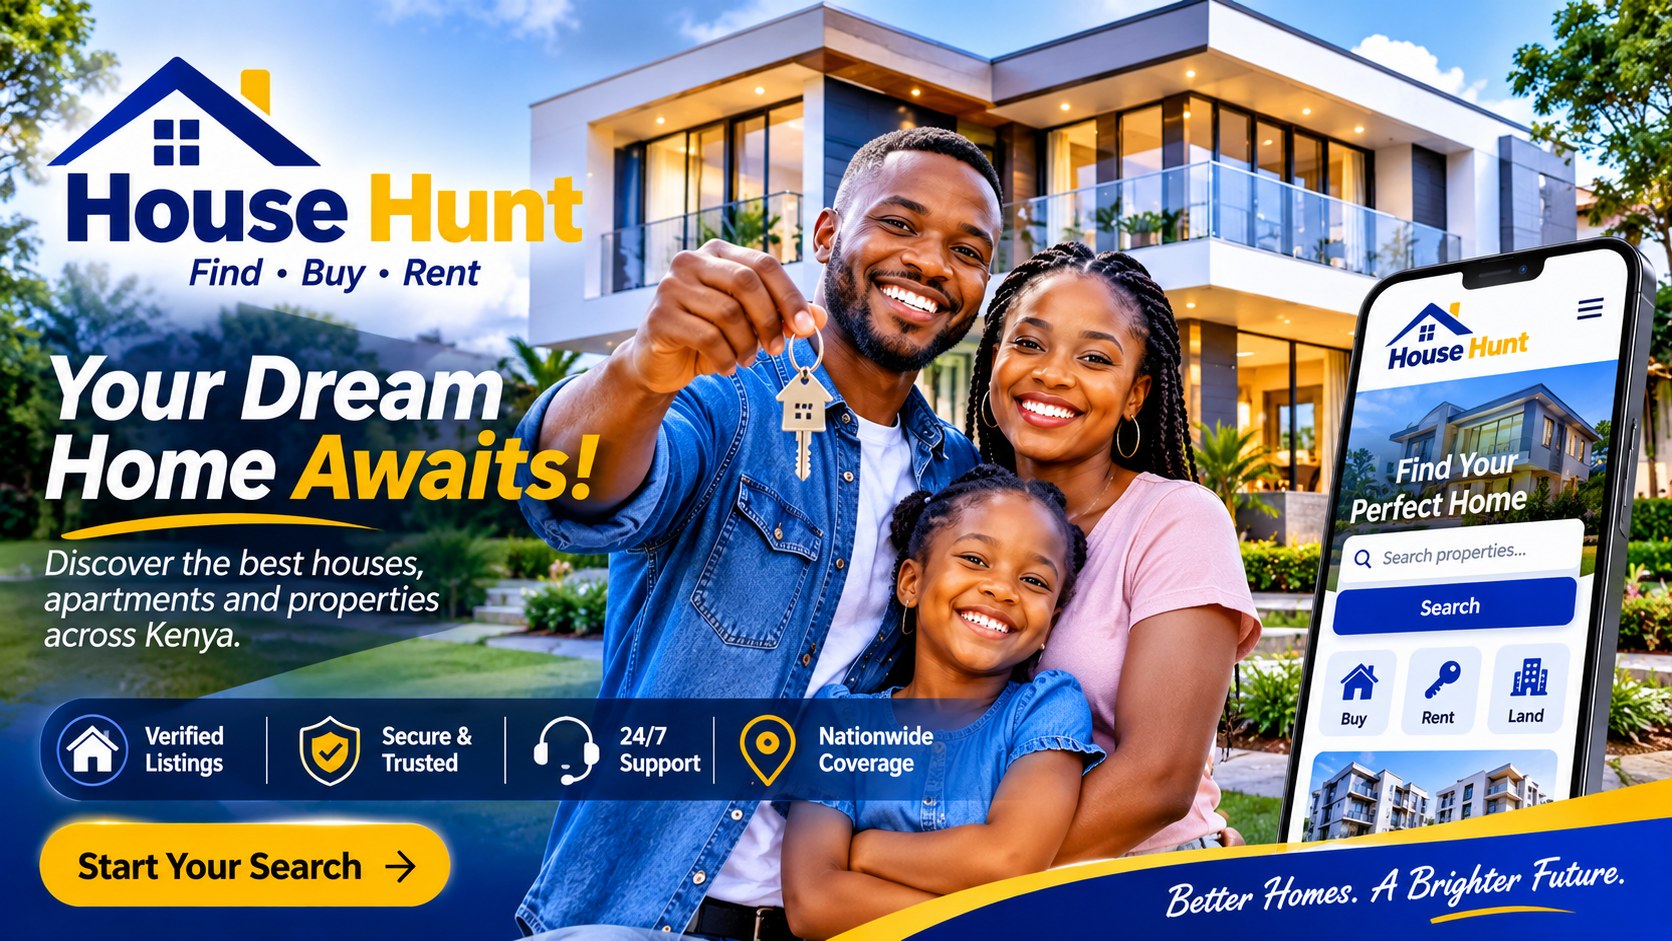 House Hunt
Find • Buy • Rent
Your Dream
Home Awaits!
Discover the best houses,
apartments and properties
across Kenya.
Verified
Listings
Secure &
Trusted
24/7
Support
Nationwide
Coverage
Start Your Search →
House Hunt
Find Your
Perfect Home
Search properties...
Search
Buy
Rent
Land
Better Homes. A Brighter Future.